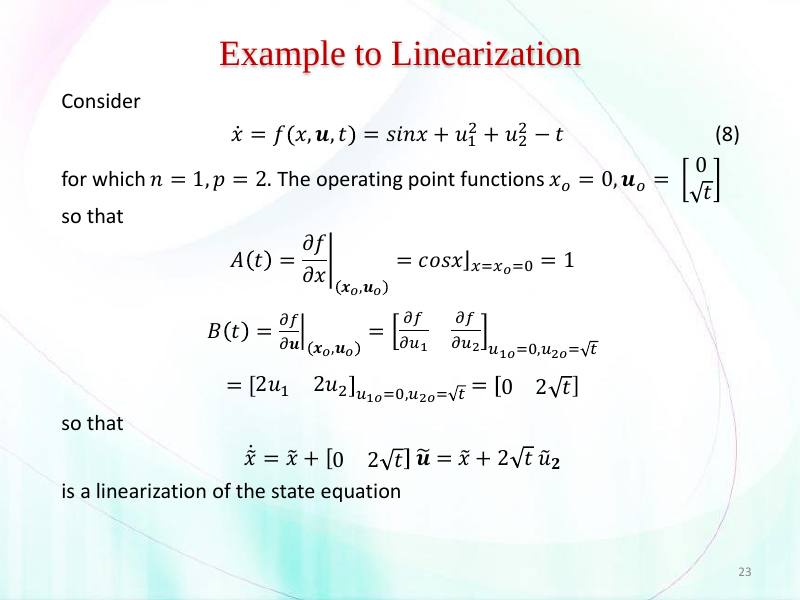 Example to Linearization
Consider
ẋ = f(x, u, t) = sinx + u₁² + u₂² − t (8)
for which n = 1, p = 2. The operating point functions xₒ = 0, uₒ = [0 √t]
so that
A(t) = ∂f/∂x|(xₒ,uₒ) = cosx⌋ₓ₌ₓₒ₌₀ = 1
B(t) = ∂f/∂u|(xₒ,uₒ) = [∂f/∂u₁ ∂f/∂u₂]u₁ₒ=0,u₂ₒ=√t
= [2u₁ 2u₂]u₁ₒ=0,u₂ₒ=√t = [0 2√t]
so that
x̃̇ = x̃ + [0 2√t] ũ = x̃ + 2√t ũ₂
is a linearization of the state equation
23